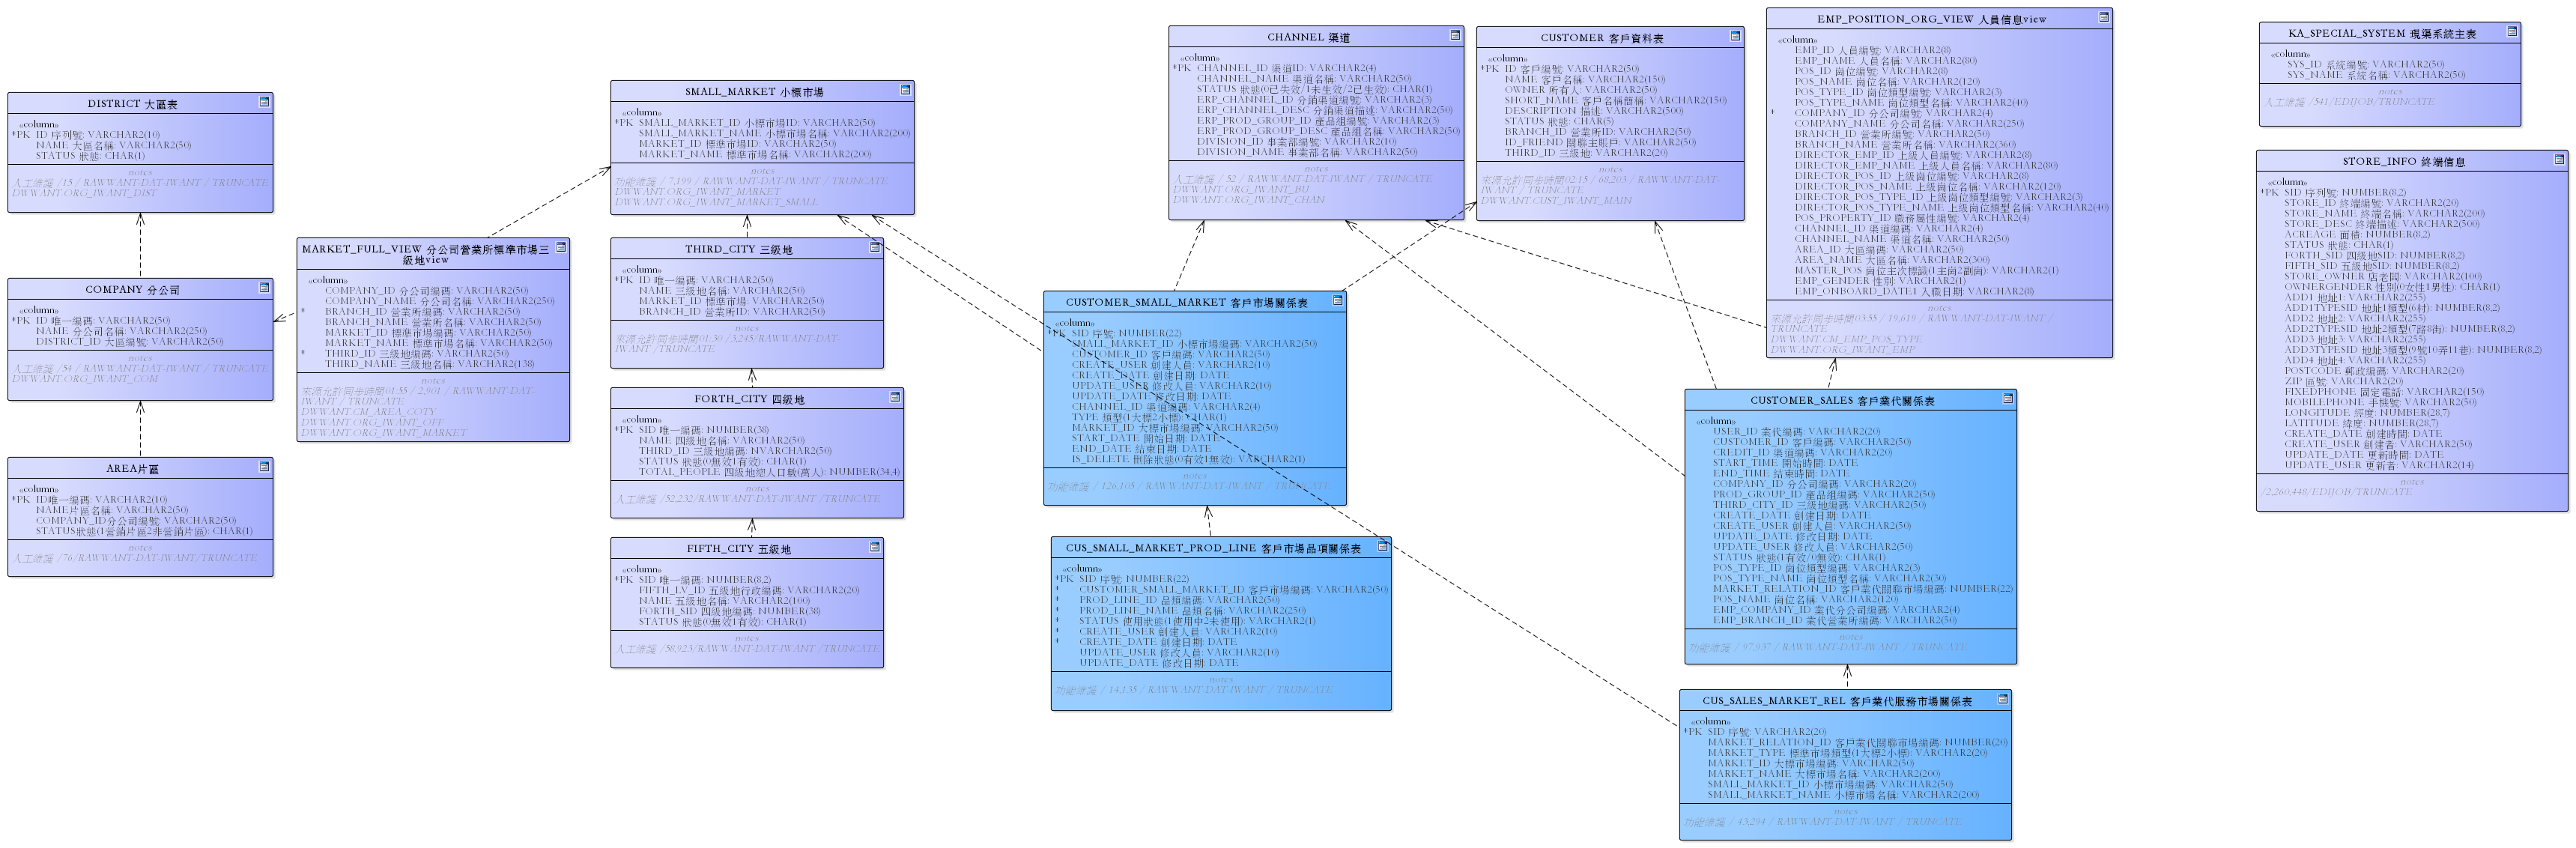 DISTRICT 大區表
«column»
*PK ID 序列號: VARCHAR2(10)
NAME 大區名稱: VARCHAR2(50)
STATUS 狀態: CHAR(1)
notes
人工維護 /15 / RAWWANT-DAT-IWANT / TRUNCATE
DWWANT.ORG_IWANT_DIST
COMPANY 分公司
«column»
*PK ID 唯一編碼: VARCHAR2(50)
NAME 分公司名稱: VARCHAR2(250)
DISTRICT_ID 大區編號: VARCHAR2(50)
notes
人工維護 /54 / RAWWANT-DAT-IWANT / TRUNCATE
DWWANT.ORG_IWANT_COM
AREA片區
«column»
*PK ID唯一編碼: VARCHAR2(10)
NAME片區名稱: VARCHAR2(50)
COMPANY_ID分公司編號: VARCHAR2(50)
STATUS狀態(1營銷片區2非營銷片區): CHAR(1)
notes
人工維護 /76/RAWWANT-DAT-IWANT/TRUNCATE
MARKET_FULL_VIEW 分公司營業所標準市場三
級地view
«column»
COMPANY_ID 分公司編碼: VARCHAR2(50)
COMPANY_NAME 分公司名稱: VARCHAR2(250)
* BRANCH_ID 營業所編碼: VARCHAR2(50)
BRANCH_NAME 營業所名稱: VARCHAR2(50)
MARKET_ID 標準市場編碼: VARCHAR2(50)
MARKET_NAME 標準市場名稱: VARCHAR2(50)
* THIRD_ID 三級地編碼: VARCHAR2(50)
THIRD_NAME 三級地名稱: VARCHAR2(138)
notes
來源允許同步時間01:55 / 2,901 / RAWWANT-DAT-
IWANT / TRUNCATE
DWWANT.CM_AREA_COTY
DWWANT.ORG_IWANT_OFF
DWWANT.ORG_IWANT_MARKET
SMALL_MARKET 小標市場
«column»
*PK SMALL_MARKET_ID 小標市場ID: VARCHAR2(50)
SMALL_MARKET_NAME 小標市場名稱: VARCHAR2(200)
MARKET_ID 標準市場ID: VARCHAR2(50)
MARKET_NAME 標準市場名稱: VARCHAR2(200)
notes
功能維護 / 7,199 / RAWWANT-DAT-IWANT / TRUNCATE
DWWANT.ORG_IWANT_MARKET
DWWANT.ORG_IWANT_MARKET_SMALL
THIRD_CITY 三級地
«column»
*PK ID 唯一編碼: VARCHAR2(50)
NAME 三級地名稱: VARCHAR2(50)
MARKET_ID 標準市場: VARCHAR2(50)
BRANCH_ID 營業所ID: VARCHAR2(50)
notes
來源允許同步時間01:30 /3,245/RAWWANT-DAT-
IWANT /TRUNCATE
FORTH_CITY 四級地
«column»
*PK SID 唯一編碼: NUMBER(38)
NAME 四級地名稱: VARCHAR2(50)
THIRD_ID 三級地編碼: NVARCHAR2(50)
STATUS 狀態(0無效1有效): CHAR(1)
TOTAL_PEOPLE 四級地總人口數(萬人): NUMBER(34,4)
notes
人工維護 /52,232/RAWWANT-DAT-IWANT /TRUNCATE
FIFTH_CITY 五級地
«column»
*PK SID 唯一編碼: NUMBER(8,2)
FIFTH_LV_ID 五級地行政編碼: VARCHAR2(20)
NAME 五級地名稱: VARCHAR2(100)
FORTH_SID 四級地編碼: NUMBER(38)
STATUS 狀態(0無效1有效): CHAR(1)
notes
人工維護 /58,923/RAWWANT-DAT-IWANT /TRUNCATE
CHANNEL 渠道
«column»
*PK CHANNEL_ID 渠道ID: VARCHAR2(4)
CHANNEL_NAME 渠道名稱: VARCHAR2(50)
STATUS 狀態(0已失效/1未生效/2已生效): CHAR(1)
ERP_CHANNEL_ID 分銷渠道編號: VARCHAR2(3)
ERP_CHANNEL_DESC 分銷渠道描述: VARCHAR2(50)
ERP_PROD_GROUP_ID 產品組編號: VARCHAR2(3)
ERP_PROD_GROUP_DESC 產品組名稱: VARCHAR2(50)
DIVISION_ID 事業部編號: VARCHAR2(10)
DIVISION_NAME 事業部名稱: VARCHAR2(50)
notes
人工維護 / 52 / RAWWANT-DAT-IWANT / TRUNCATE
DWWANT.ORG_IWANT_BU
DWWANT.ORG_IWANT_CHAN
CUSTOMER 客戶資料表
«column»
*PK ID 客戶編號: VARCHAR2(50)
NAME 客戶名稱: VARCHAR2(150)
OWNER 所有人: VARCHAR2(50)
SHORT_NAME 客戶名稱簡稱: VARCHAR2(150)
DESCRIPTION 描述: VARCHAR2(500)
STATUS 狀態: CHAR(5)
BRANCH_ID 營業所ID: VARCHAR2(50)
ID_FRIEND 關聯主賬戶: VARCHAR2(50)
THIRD_ID 三級地: VARCHAR2(20)
notes
來源允許同步時間02:15 / 68,203 / RAWWANT-DAT-
IWANT / TRUNCATE
DWWANT.CUST_IWANT_MAIN
EMP_POSITION_ORG_VIEW 人員信息view
«column»
EMP_ID 人員編號: VARCHAR2(8)
EMP_NAME 人員名稱: VARCHAR2(80)
POS_ID 崗位編號: VARCHAR2(8)
POS_NAME 崗位名稱: VARCHAR2(120)
POS_TYPE_ID 崗位類型編號: VARCHAR2(3)
POS_TYPE_NAME 崗位類型名稱: VARCHAR2(40)
* COMPANY_ID 分公司編號: VARCHAR2(4)
COMPANY_NAME 分公司名稱: VARCHAR2(250)
BRANCH_ID 營業所編號: VARCHAR2(50)
BRANCH_NAME 營業所名稱: VARCHAR2(360)
DIRECTOR_EMP_ID 上級人員編號: VARCHAR2(8)
DIRECTOR_EMP_NAME 上級人員名稱: VARCHAR2(80)
DIRECTOR_POS_ID 上級崗位編號: VARCHAR2(8)
DIRECTOR_POS_NAME 上級崗位名稱: VARCHAR2(120)
DIRECTOR_POS_TYPE_ID 上級崗位類型編號: VARCHAR2(3)
DIRECTOR_POS_TYPE_NAME 上級崗位類型名稱: VARCHAR2(40)
POS_PROPERTY_ID 職務屬性編號: VARCHAR2(4)
CHANNEL_ID 渠道編碼: VARCHAR2(4)
CHANNEL_NAME 渠道名稱: VARCHAR2(50)
AREA_ID 大區編碼: VARCHAR2(50)
AREA_NAME 大區名稱: VARCHAR2(300)
MASTER_POS 崗位主次標識(1主崗2副崗): VARCHAR2(1)
EMP_GENDER 性別: VARCHAR2(1)
EMP_ONBOARD_DATE1 入職日期: VARCHAR2(8)
notes
來源允許同步時間03:55 / 19,619 / RAWWANT-DAT-IWANT /
TRUNCATE
DWWANT.CM_EMP_POS_TYPE
DWWANT.ORG_IWANT_EMP
CUSTOMER_SMALL_MARKET 客戶市場關係表
«column»
*PK SID 序號: NUMBER(22)
SMALL_MARKET_ID 小標市場編碼: VARCHAR2(50)
CUSTOMER_ID 客戶編碼: VARCHAR2(50)
CREATE_USER 創建人員: VARCHAR2(10)
CREATE_DATE 創建日期: DATE
UPDATE_USER 修改人員: VARCHAR2(10)
UPDATE_DATE 修改日期: DATE
CHANNEL_ID 渠道編碼: VARCHAR2(4)
TYPE 類型(1大標2小標): CHAR(1)
MARKET_ID 大標市場編碼: VARCHAR2(50)
START_DATE 開始日期: DATE
END_DATE 結束日期: DATE
IS_DELETE 刪除狀態(0有效1無效): VARCHAR2(1)
notes
功能維護 / 126,105 / RAWWANT-DAT-IWANT / TRUNCATE
CUS_SMALL_MARKET_PROD_LINE 客戶市場品項關係表
«column»
*PK SID 序號: NUMBER(22)
* CUSTOMER_SMALL_MARKET_ID 客戶市場編碼: VARCHAR2(50)
* PROD_LINE_ID 品類編碼: VARCHAR2(50)
* PROD_LINE_NAME 品類名稱: VARCHAR2(250)
* STATUS 使用狀態(1使用中2未使用): VARCHAR2(1)
* CREATE_USER 創建人員: VARCHAR2(10)
* CREATE_DATE 創建日期: DATE
UPDATE_USER 修改人員: VARCHAR2(10)
UPDATE_DATE 修改日期: DATE
notes
功能維護 / 14,135 / RAWWANT-DAT-IWANT / TRUNCATE
CUSTOMER_SALES 客戶業代關係表
«column»
USER_ID 業代編碼: VARCHAR2(20)
CUSTOMER_ID 客戶編碼: VARCHAR2(50)
CREDIT_ID 渠道編碼: VARCHAR2(20)
START_TIME 開始時間: DATE
END_TIME 結束時間: DATE
COMPANY_ID 分公司編碼: VARCHAR2(20)
PROD_GROUP_ID 產品組編碼: VARCHAR2(50)
THIRD_CITY_ID 三級地編碼: VARCHAR2(50)
CREATE_DATE 創建日期: DATE
CREATE_USER 創建人員: VARCHAR2(50)
UPDATE_DATE 修改日期: DATE
UPDATE_USER 修改人員: VARCHAR2(50)
STATUS 狀態(1有效/0無效): CHAR(1)
POS_TYPE_ID 崗位類型編碼: VARCHAR2(3)
POS_TYPE_NAME 崗位類型名稱: VARCHAR2(30)
MARKET_RELATION_ID 客戶業代關聯市場編碼: NUMBER(22)
POS_NAME 崗位名稱: VARCHAR2(120)
EMP_COMPANY_ID 業代分公司編碼: VARCHAR2(4)
EMP_BRANCH_ID 業代營業所編碼: VARCHAR2(50)
notes
功能維護 / 97,937 / RAWWANT-DAT-IWANT / TRUNCATE
CUS_SALES_MARKET_REL 客戶業代服務市場關係表
«column»
*PK SID 序號: VARCHAR2(20)
MARKET_RELATION_ID 客戶業代關聯市場編碼: NUMBER(20)
MARKET_TYPE 標準市場類型(1大標2小標): VARCHAR2(20)
MARKET_ID 大標市場編碼: VARCHAR2(50)
MARKET_NAME 大標市場名稱: VARCHAR2(200)
SMALL_MARKET_ID 小標市場編碼: VARCHAR2(50)
SMALL_MARKET_NAME 小標市場名稱: VARCHAR2(200)
notes
功能維護 / 43,294 / RAWWANT-DAT-IWANT / TRUNCATE
KA_SPECIAL_SYSTEM 現渠系統主表
«column»
SYS_ID 系統編號: VARCHAR2(50)
SYS_NAME 系統名稱: VARCHAR2(50)
notes
人工維護 /541/EDIJOB/TRUNCATE
STORE_INFO 終端信息
«column»
*PK SID 序列號: NUMBER(8,2)
STORE_ID 終端編號: VARCHAR2(20)
STORE_NAME 終端名稱: VARCHAR2(200)
STORE_DESC 終端描述: VARCHAR2(500)
ACREAGE 面積: NUMBER(8,2)
STATUS 狀態: CHAR(1)
FORTH_SID 四級地SID: NUMBER(8,2)
FIFTH_SID 五級地SID: NUMBER(8,2)
STORE_OWNER 店老闆: VARCHAR2(100)
OWNERGENDER 性別(0女性1男性): CHAR(1)
ADD1 地址1: VARCHAR2(255)
ADD1TYPESID 地址1類型(6村): NUMBER(8,2)
ADD2 地址2: VARCHAR2(255)
ADD2TYPESID 地址2類型(7路8街): NUMBER(8,2)
ADD3 地址3: VARCHAR2(255)
ADD3TYPESID 地址3類型(9號10弄11巷): NUMBER(8,2)
ADD4 地址4: VARCHAR2(255)
POSTCODE 郵政編碼: VARCHAR2(20)
ZIP 區號: VARCHAR2(20)
FIXEDPHONE 固定電話: VARCHAR2(150)
MOBILEPHONE 手機號: VARCHAR2(50)
LONGITUDE 經度: NUMBER(28,7)
LATITUDE 緯度: NUMBER(28,7)
CREATE_DATE 創建時間: DATE
CREATE_USER 創建者: VARCHAR2(50)
UPDATE_DATE 更新時間: DATE
UPDATE_USER 更新者: VARCHAR2(14)
notes
/2,260,448/EDIJOB/TRUNCATE